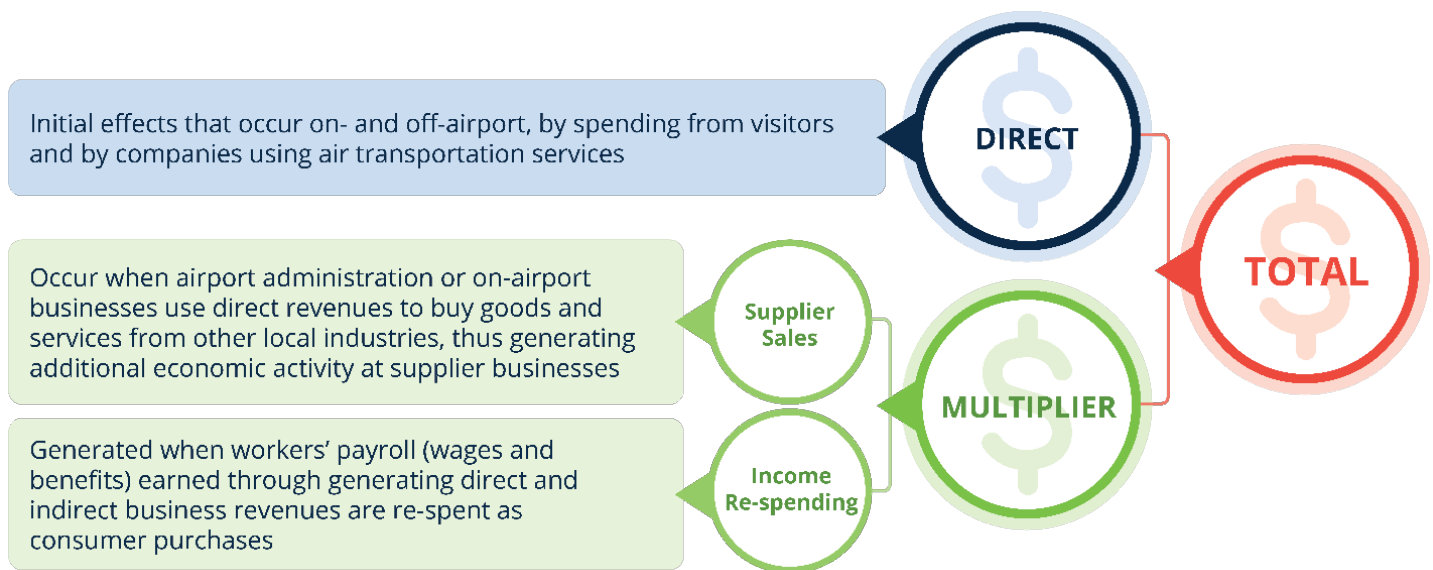 Initial effects that occur on- and off-airport, by spending from visitors
and by companies using air transportation services
DIRECT
TOTAL
Occur when airport administration or on-airport
businesses use direct revenues to buy goods and
services from other local industries, thus generating
additional economic activity at supplier businesses
Supplier
Sales
MULTIPLIER
Generated when workers’ payroll (wages and
benefits) earned through generating direct and
indirect business revenues are re-spent as
consumer purchases
Income
Re-spending